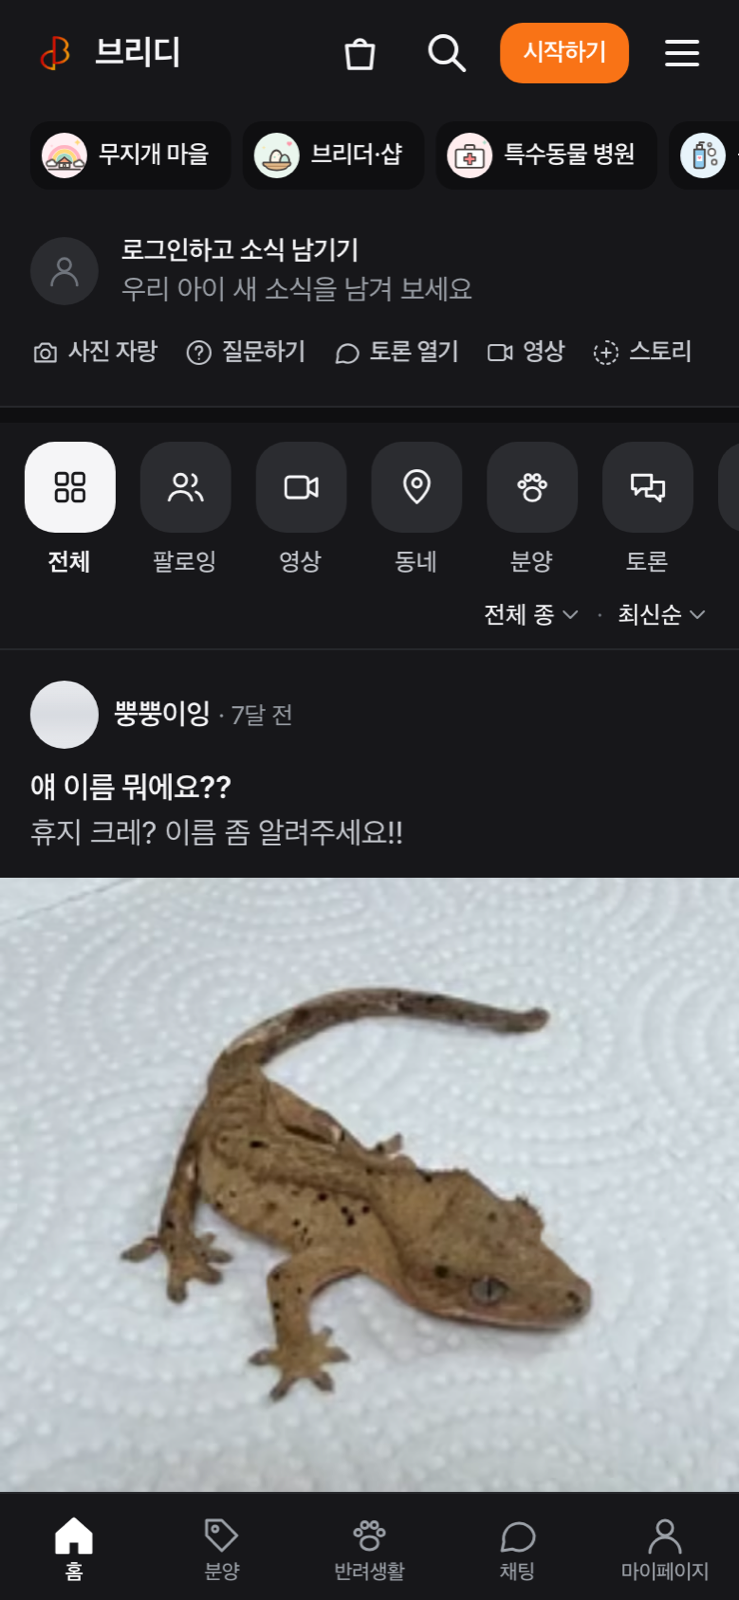 브리디
시작하기
무지개 마을
브리더·샵
특수동물 병원
로그인하고 소식 남기기
우리 아이 새 소식을 남겨 보세요
사진 자랑
질문하기
토론 열기
영상
스토리
전체
팔로잉
영상
동네
분양
토론
전체 종 · 최신순
뿡뿡이잉 · 7달 전
얘 이름 뭐에요??
휴지 크레? 이름 좀 알려주세요!!
홈
분양
반려생활
채팅
마이페이지